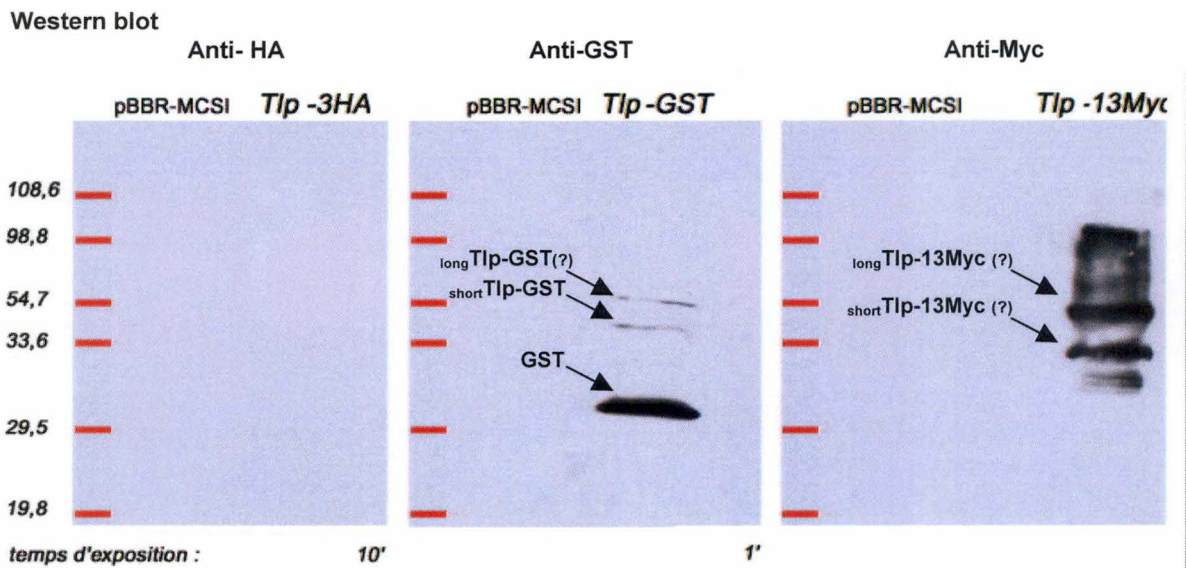 Western blot
Anti- HA
Anti-GST
Anti-Myc
pBBR-MCSI Tlp -3HA
pBBR-MCSI Tlp -GST
pBBR-MCSI Tlp -13Myc
108,6
98,8
54,7
33,6
29,5
19,8
longTlp-GST(?)
shortTlp-GST
GST
longTlp-13Myc (?)
shortTlp-13Myc (?)
temps d'exposition : 10' 1'